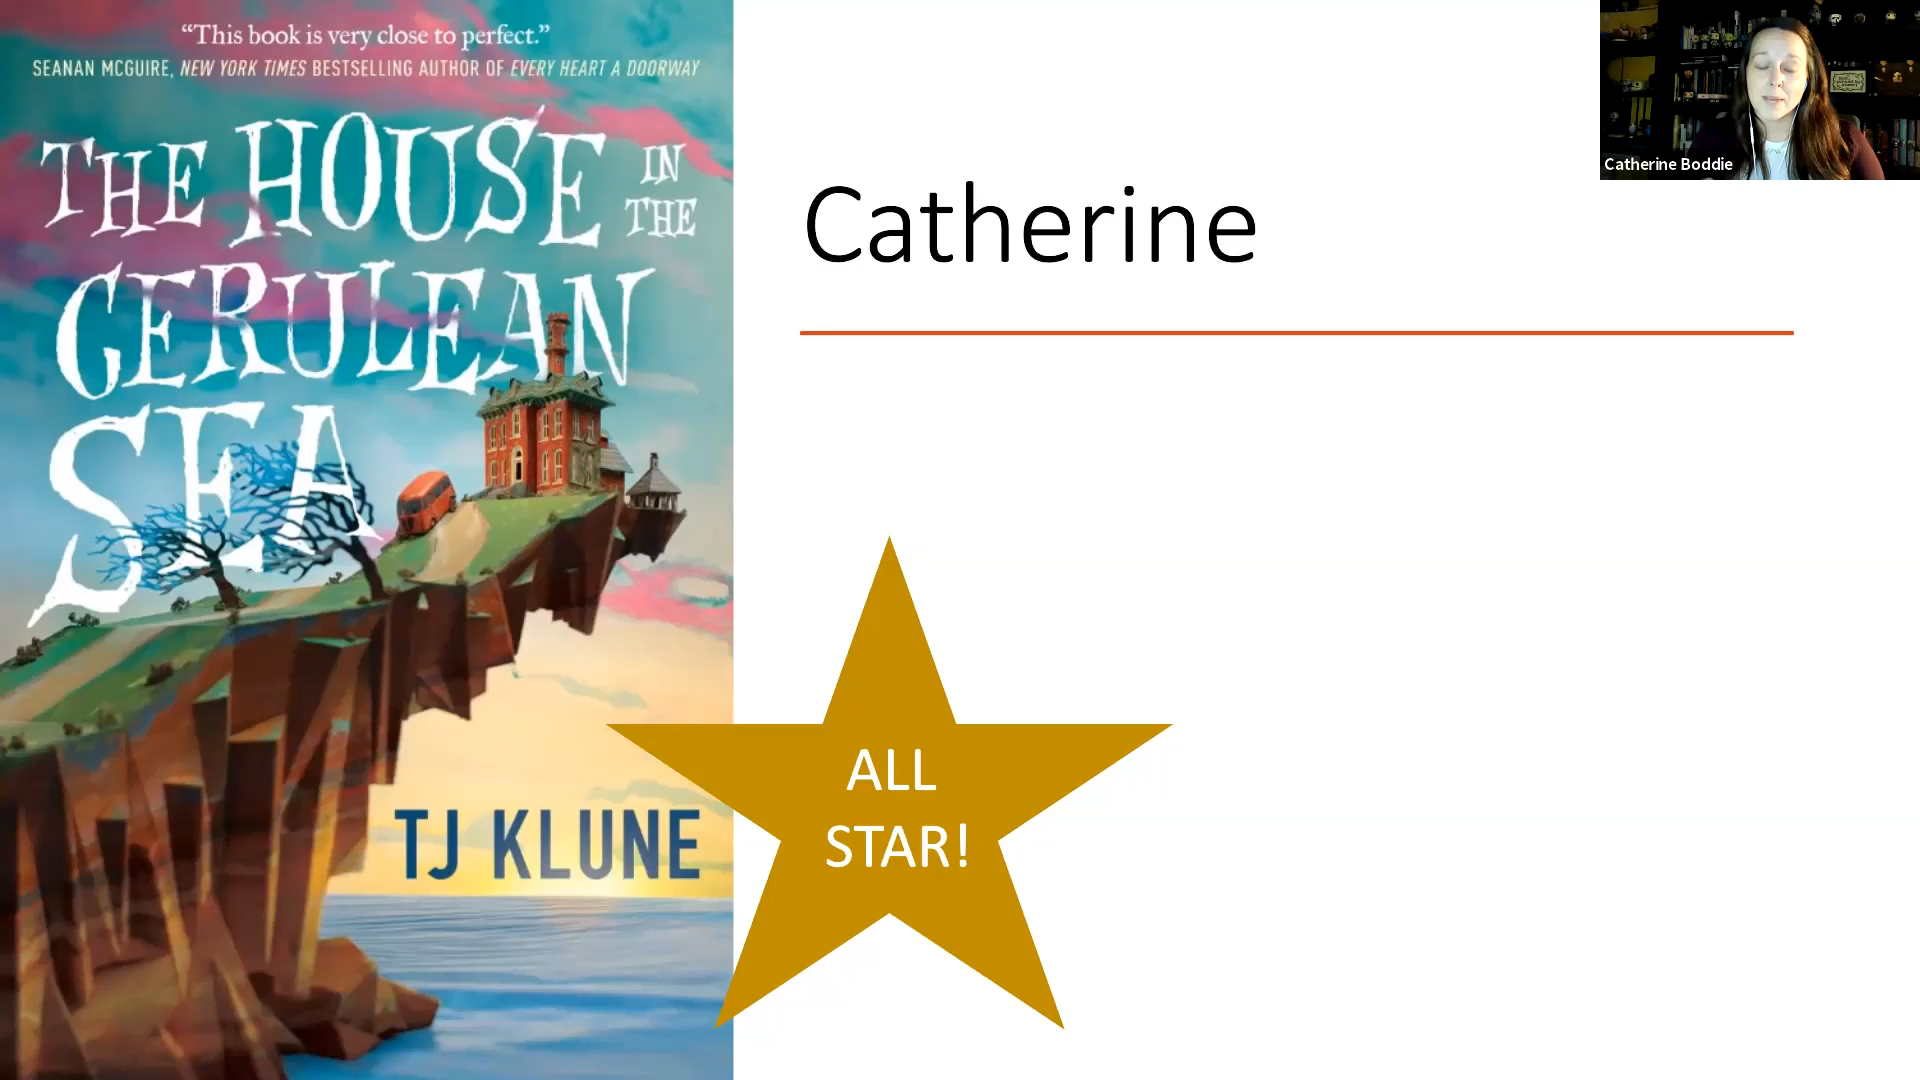 “This book is very close to perfect.”
SEANAN MCGUIRE, NEW YORK TIMES BESTSELLING AUTHOR OF EVERY HEART A DOORWAY
THE HOUSE IN THE
CERULEAN
SEA
TJ KLUNE
Catherine
ALL
STAR!
Catherine Boddie